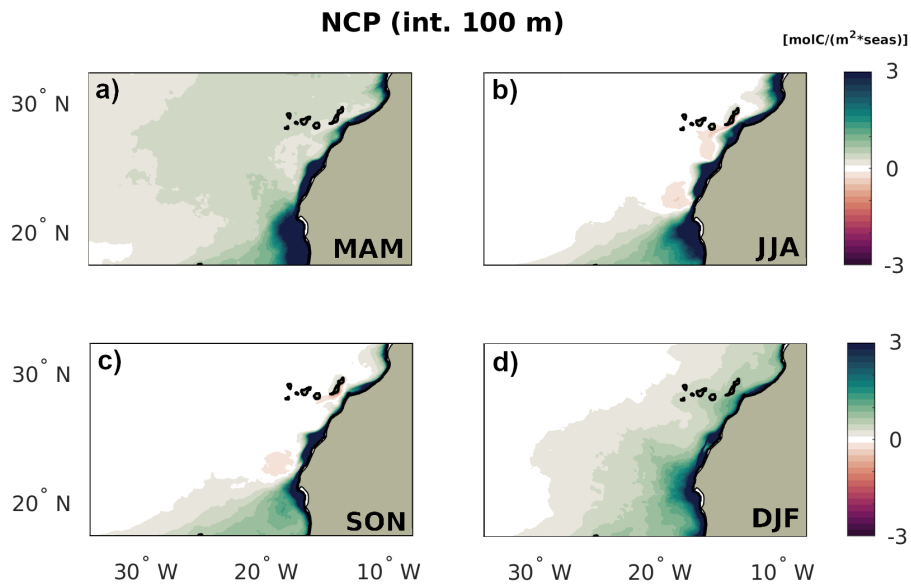 NCP (int. 100 m)
[molC/(m²*seas)]
a)
b)
30° N
20° N
MAM
JJA
3
0
-3
c)
d)
30° N
20° N
SON
DJF
3
0
-3
30° W
20° W
10° W
30° W
20° W
10° W